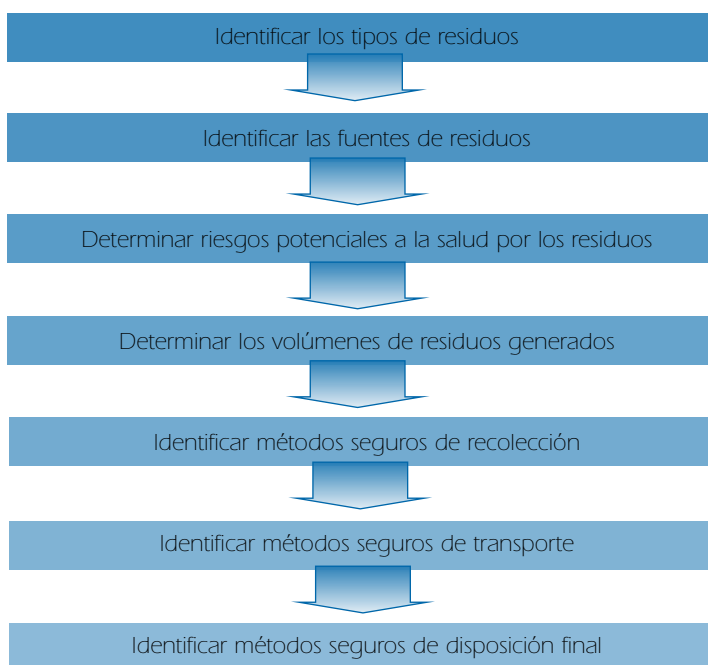 Identificar los tipos de residuos
Identificar las fuentes de residuos
Determinar riesgos potenciales a la salud por los residuos
Determinar los volúmenes de residuos generados
Identificar métodos seguros de recolección
Identificar métodos seguros de transporte
Identificar métodos seguros de disposición final